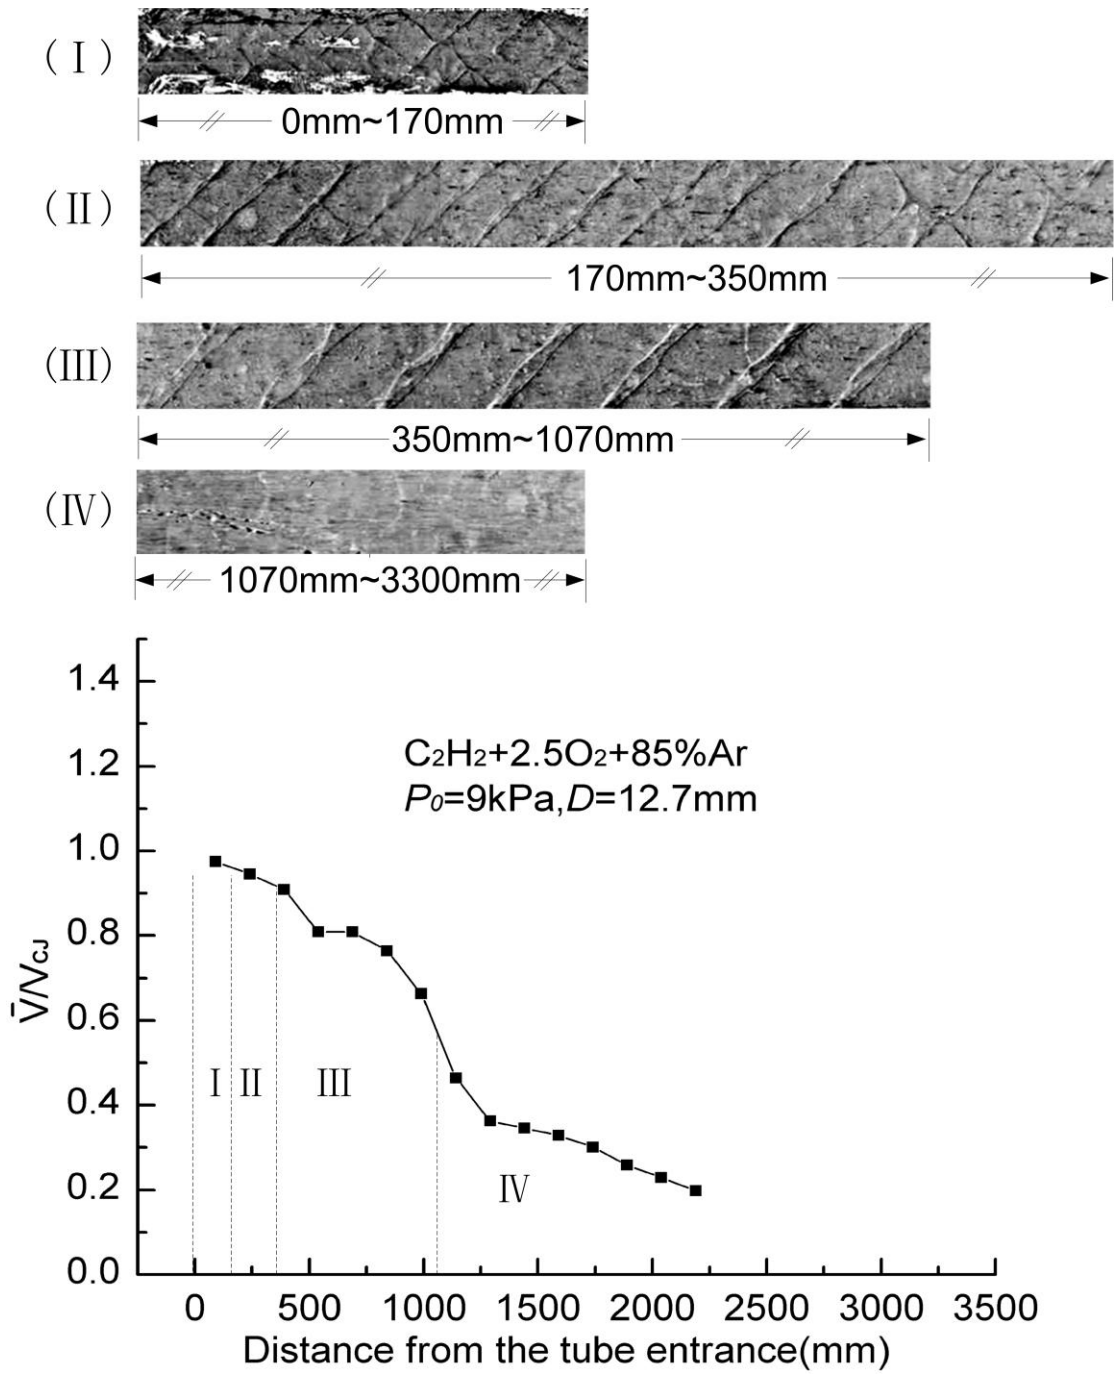 (Ⅰ)
0mm~170mm
(Ⅱ)
170mm~350mm
(Ⅲ)
350mm~1070mm
(Ⅳ)
1070mm~3300mm
1.4
1.2
1.0
0.8
0.6
0.4
0.2
0.0
V̄/VCJ
C2H2+2.5O2+85%Ar
P0=9kPa,D=12.7mm
Ⅰ Ⅱ Ⅲ
Ⅳ
0 500 1000 1500 2000 2500 3000 3500
Distance from the tube entrance(mm)